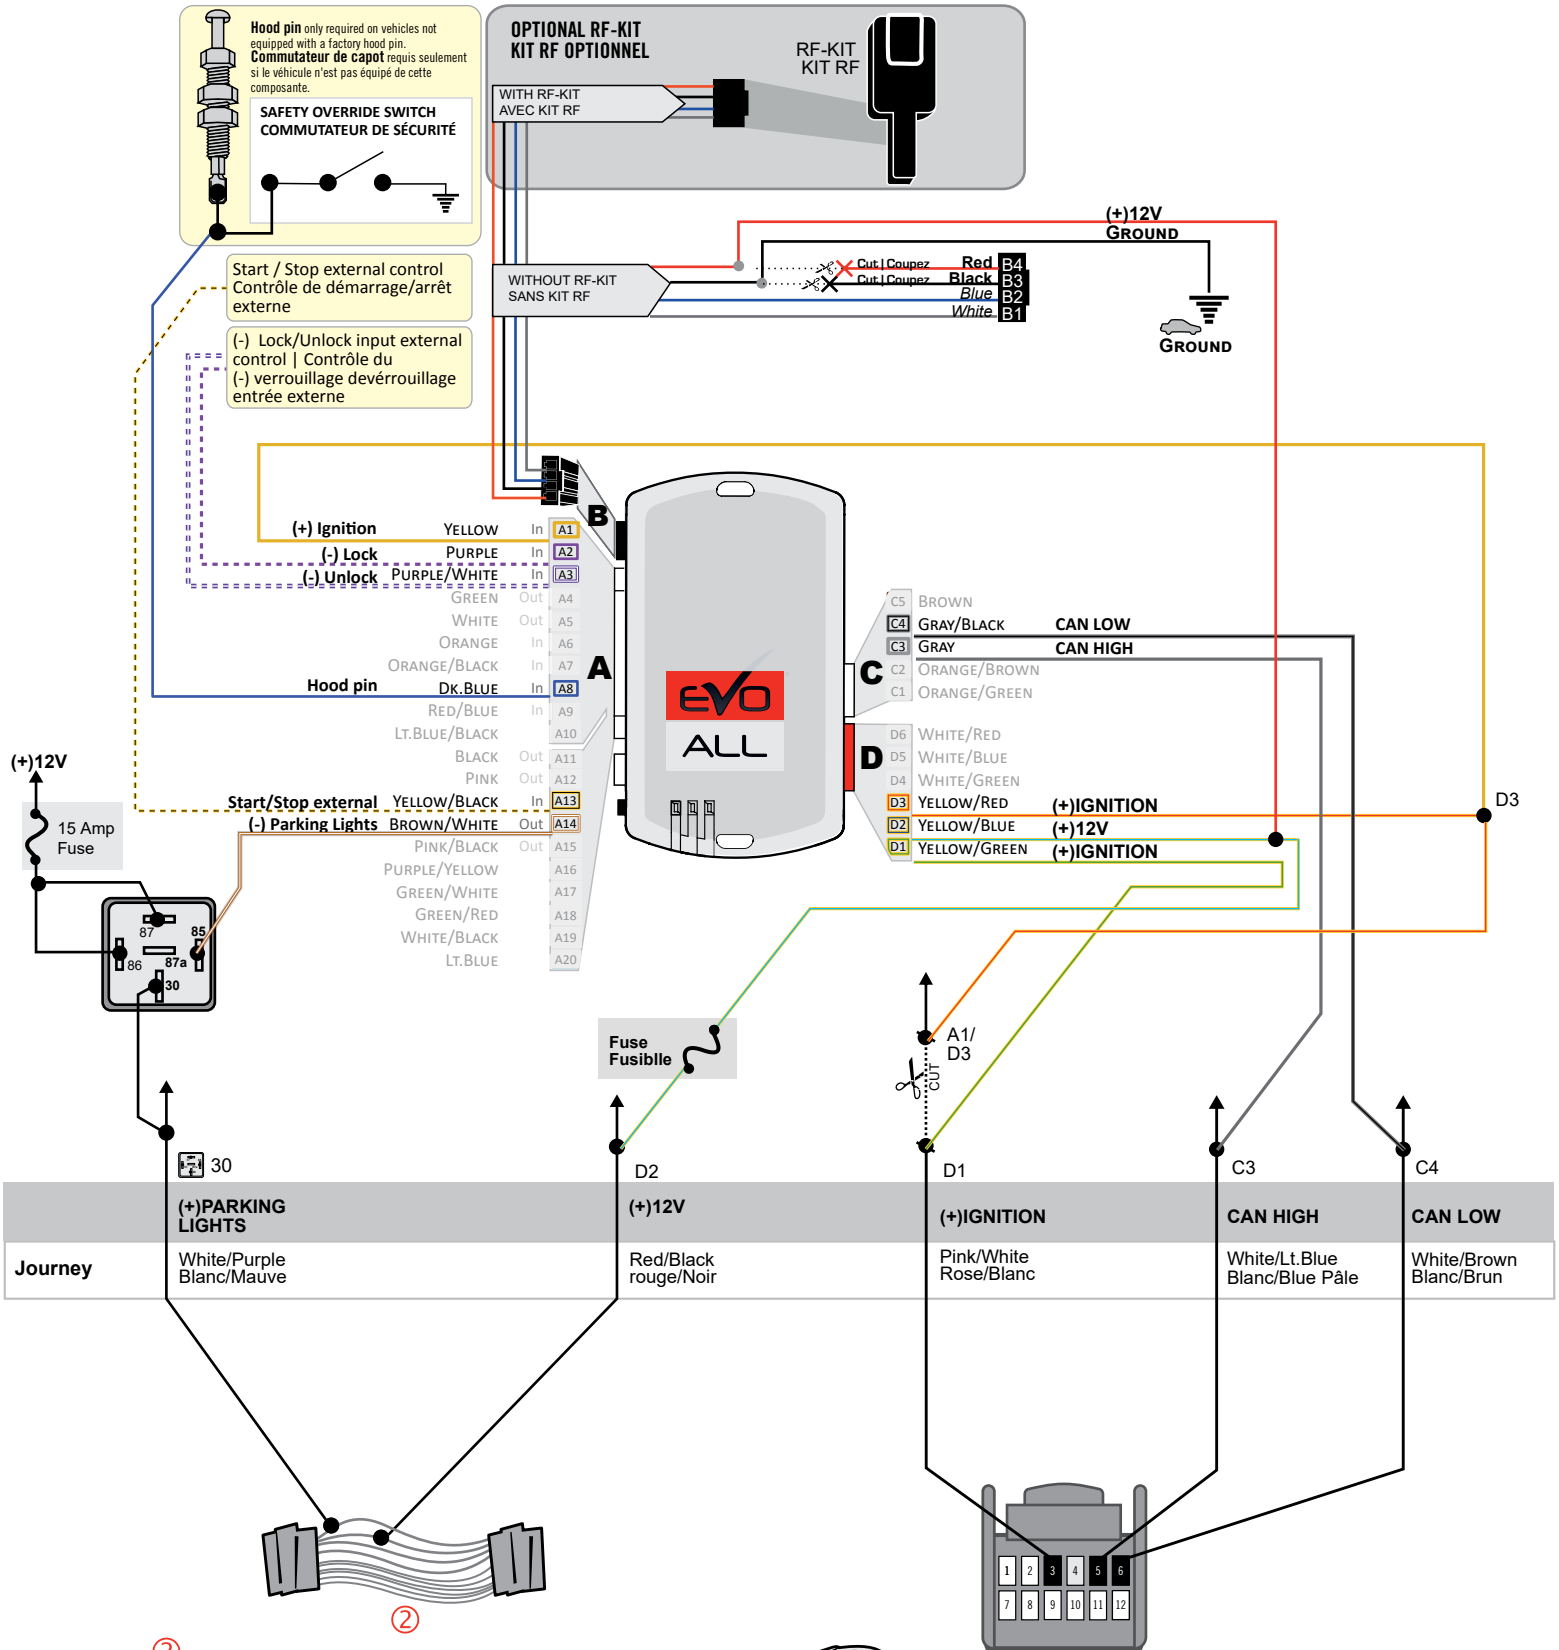 Hood pin only required on vehicles not
equipped with a factory hood pin.
Commutateur de capot requis seulement
si le véhicule n'est pas équipé de cette
composante.
SAFETY OVERRIDE SWITCH
COMMUTATEUR DE SÉCURITÉ
OPTIONAL RF-KIT
KIT RF OPTIONNEL
RF-KIT
KIT RF
WITH RF-KIT
AVEC KIT RF
(+)12V
GROUND
WITHOUT RF-KIT
SANS KIT RF
Cut | Coupez Red B4
Cut | Coupez Black B3
Blue B2
White B1
GROUND
Start / Stop external control
Contrôle de démarrage/arrêt
externe
(-) Lock/Unlock input external
control | Contrôle du
(-) verrouillage devérrouillage
entrée externe
B
(+) Ignition YELLOW In A1
(-) Lock PURPLE In A2
(-) Unlock PURPLE/WHITE In A3
GREEN Out A4
WHITE Out A5
ORANGE In A6
ORANGE/BLACK In A7
Hood pin DK.BLUE In A8
RED/BLUE In A9
LT.BLUE/BLACK A10
BLACK Out A11
PINK Out A12
Start/Stop external YELLOW/BLACK In A13
(-) Parking Lights BROWN/WHITE Out A14
PINK/BLACK Out A15
PURPLE/YELLOW A16
GREEN/WHITE A17
GREEN/RED A18
WHITE/BLACK A19
LT.BLUE A20
A
EVO
ALL
C
C5 BROWN
C4 GRAY/BLACK CAN LOW
C3 GRAY CAN HIGH
C2 ORANGE/BROWN
C1 ORANGE/GREEN
D
D6 WHITE/RED
D5 WHITE/BLUE
D4 WHITE/GREEN
D3 YELLOW/RED (+)IGNITION
D2 YELLOW/BLUE (+)12V
D1 YELLOW/GREEN (+)IGNITION
D3
(+)12V
15 Amp
Fuse
87
85
86
87a
30
Fuse
Fusiblle
A1/
D3
CUT
30
D2
D1
C3
C4
(+)PARKING
LIGHTS
(+)12V
(+)IGNITION
CAN HIGH
CAN LOW
Journey
White/Purple
Blanc/Mauve
Red/Black
rouge/Noir
Pink/White
Rose/Blanc
White/Lt.Blue
Blanc/Blue Pâle
White/Brown
Blanc/Brun
1 2 3 4 5 6
7 8 9 10 11 12
2